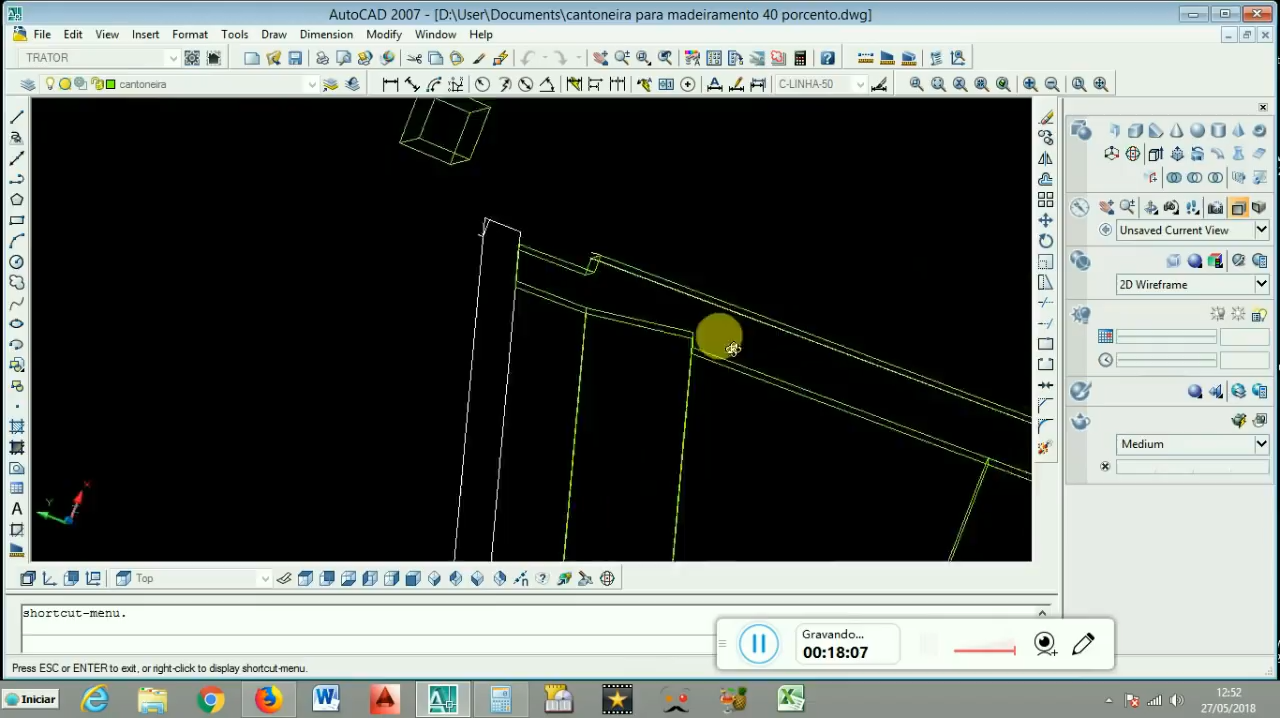 AutoCAD 2007 - [D:\User\Documents\cantoneira para madeiramento 40 porcento.dwg]
File Edit View Insert Format Tools Draw Dimension Modify Window Help
TRATOR
cantoneira
C-LINHA-50
Unsaved Current View
2D Wireframe
Medium
Y
X
Top
shortcut-menu.
Gravando...
00:18:07
Press ESC or ENTER to exit, or right-click to display shortcut-menu.
Iniciar
12:52
27/05/2018